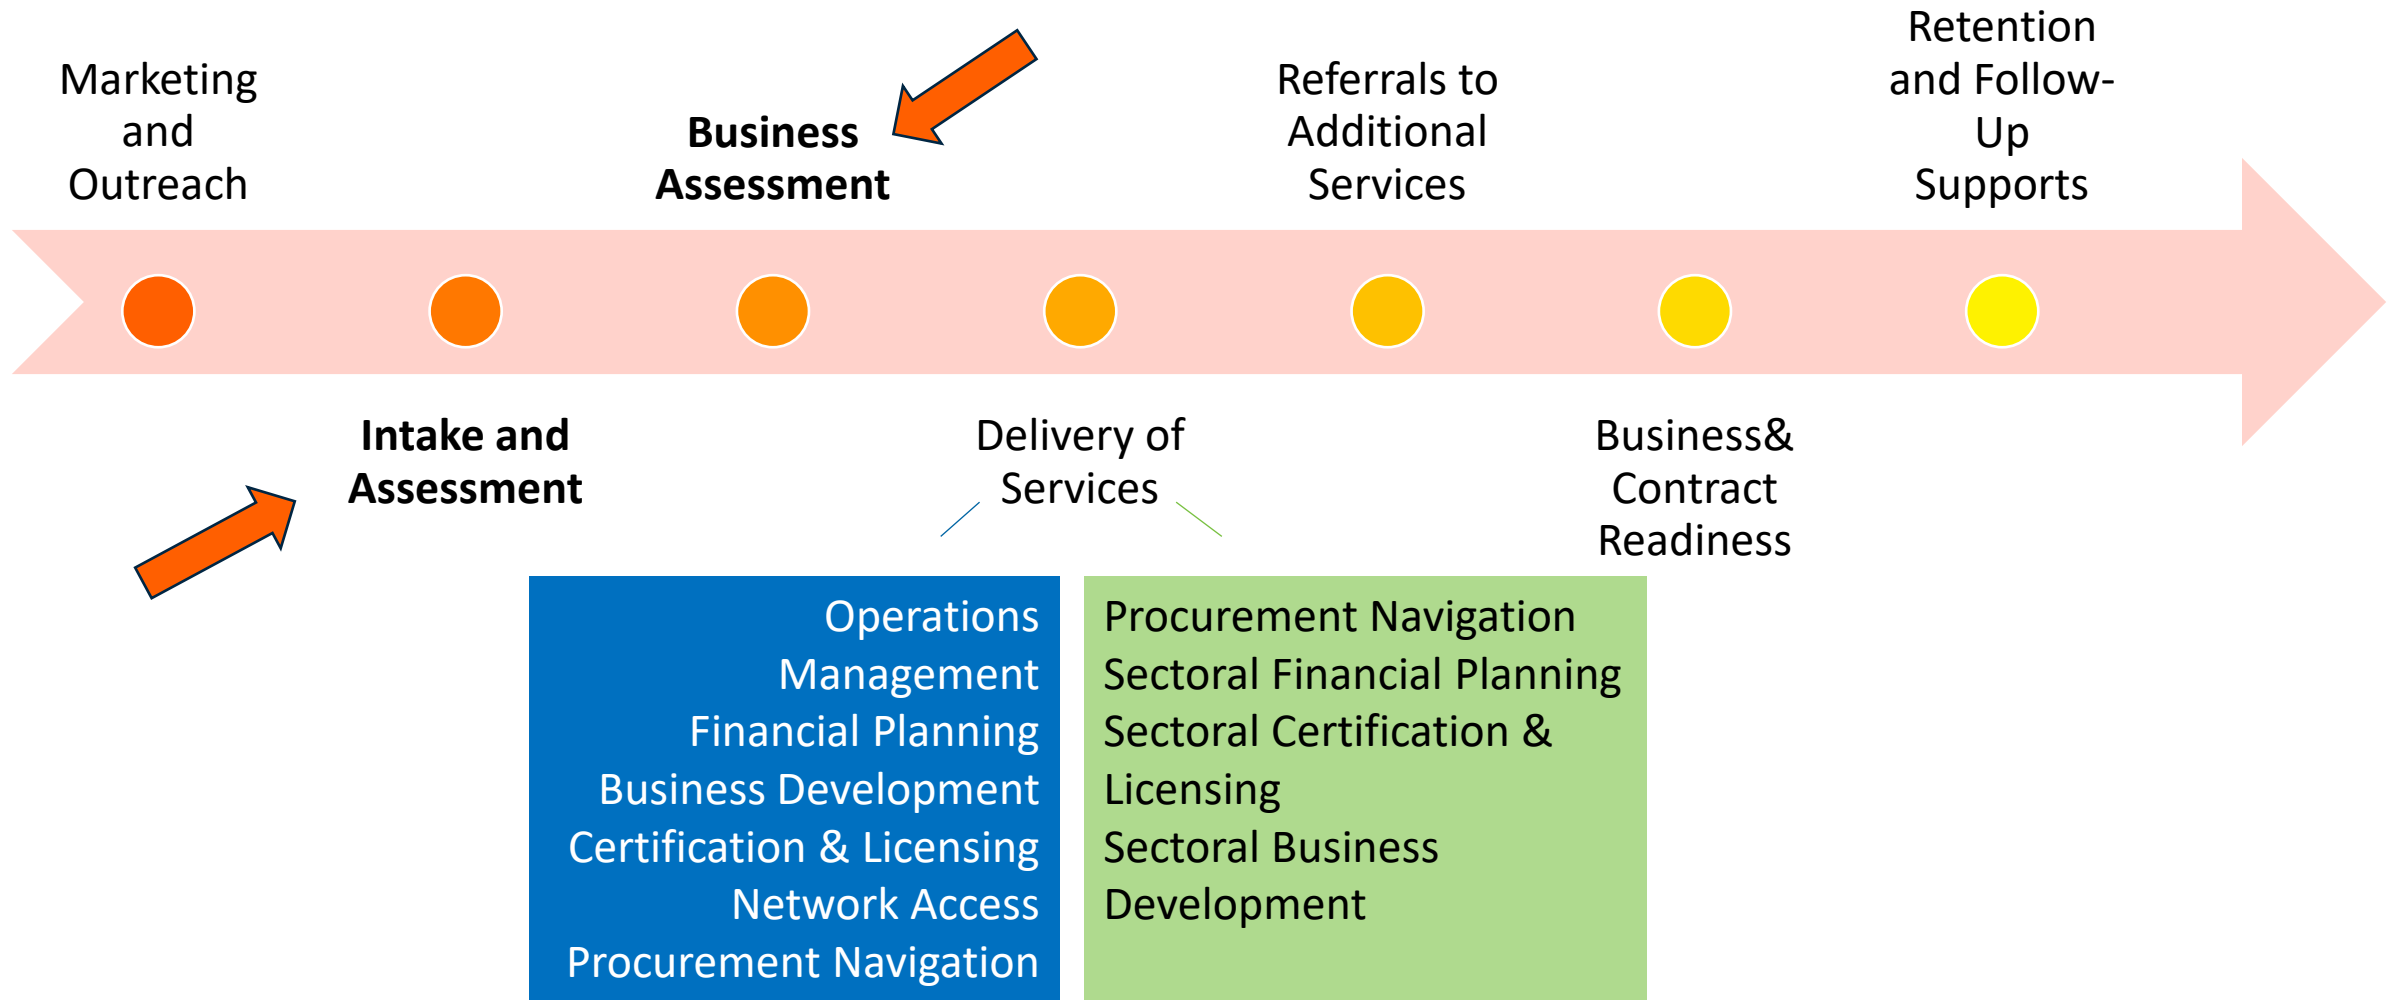 Marketing
and
Outreach
Intake and
Assessment
Business
Assessment
Delivery of
Services
Operations
Management
Financial Planning
Business Development
Certification & Licensing
Network Access
Procurement Navigation
Procurement Navigation
Sectoral Financial Planning
Sectoral Certification &
Licensing
Sectoral Business
Development
Referrals to
Additional
Services
Business&
Contract
Readiness
Retention
and Follow-
Up
Supports